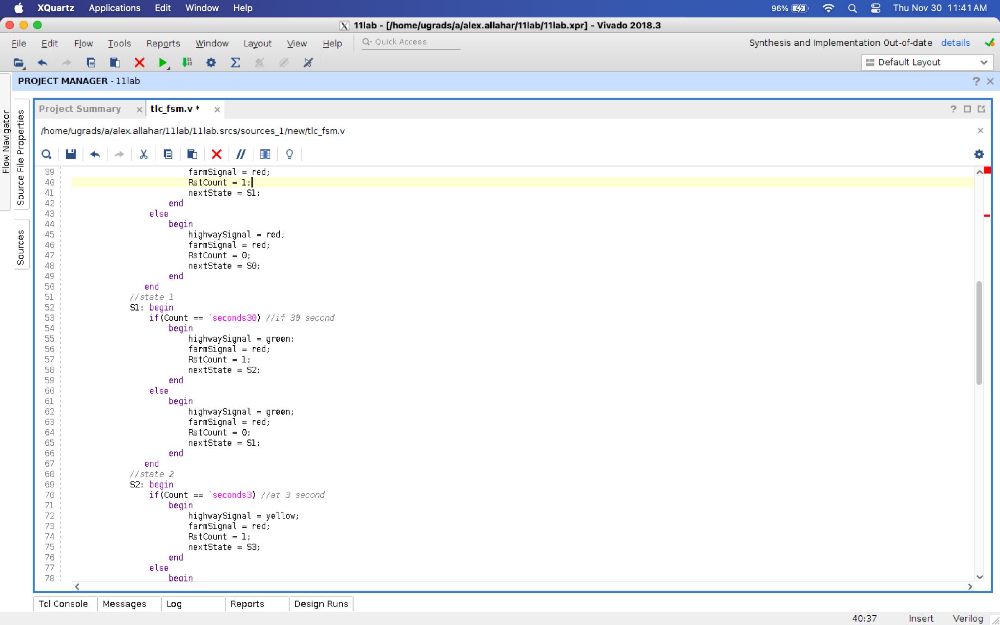 XQuartz Applications Edit Window Help 96% Thu Nov 30 11:41 AM
11lab - [/home/ugrads/a/alex.allahar/11lab/11lab.xpr] - Vivado 2018.3
File Edit Flow Tools Reports Window Layout View Help Quick Access Synthesis and Implementation Out-of-date details
Default Layout
PROJECT MANAGER - 11lab
Flow Navigator
Source File Properties
Sources
Project Summary tlc_fsm.v *
/home/ugrads/a/alex.allahar/11lab/11lab.srcs/sources_1/new/tlc_fsm.v
39 farmSignal = red;
40 RstCount = 1;
41 nextState = S1;
42 end
43 else
44 begin
45 highwaySignal = red;
46 farmSignal = red;
47 RstCount = 0;
48 nextState = S0;
49 end
50 end
51 //state 1
52 S1: begin
53 if(Count == `seconds30) //if 30 second
54 begin
55 highwaySignal = green;
56 farmSignal = red;
57 RstCount = 1;
58 nextState = S2;
59 end
60 else
61 begin
62 highwaySignal = green;
63 farmSignal = red;
64 RstCount = 0;
65 nextState = S1;
66 end
67 end
68 //state 2
69 S2: begin
70 if(Count == `seconds3) //at 3 second
71 begin
72 highwaySignal = yellow;
73 farmSignal = red;
74 RstCount = 1;
75 nextState = S3;
76 end
77 else
78 begin
Tcl Console Messages Log Reports Design Runs
40:37 Insert Verilog